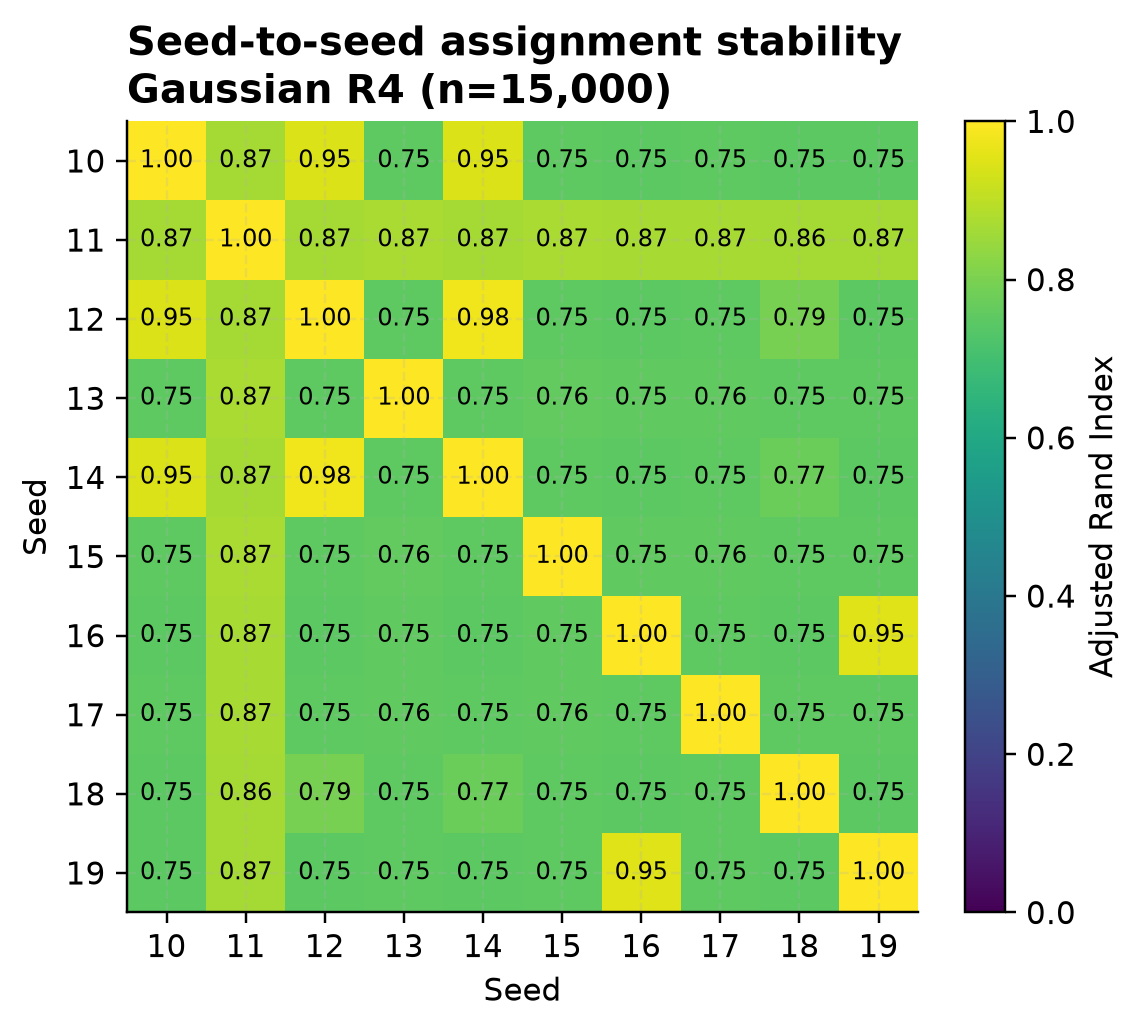 Seed-to-seed assignment stability
Gaussian R4 (n=15,000)
10 1.00 0.87 0.95 0.75 0.95 0.75 0.75 0.75 0.75 0.75
11 0.87 1.00 0.87 0.87 0.87 0.87 0.87 0.87 0.86 0.87
12 0.95 0.87 1.00 0.75 0.98 0.75 0.75 0.75 0.79 0.75
13 0.75 0.87 0.75 1.00 0.75 0.76 0.75 0.76 0.75 0.75
14 0.95 0.87 0.98 0.75 1.00 0.75 0.75 0.75 0.77 0.75
15 0.75 0.87 0.75 0.76 0.75 1.00 0.75 0.76 0.75 0.75
16 0.75 0.87 0.75 0.75 0.75 0.75 1.00 0.75 0.75 0.95
17 0.75 0.87 0.75 0.76 0.75 0.76 0.75 1.00 0.75 0.75
18 0.75 0.86 0.79 0.75 0.77 0.75 0.75 0.75 1.00 0.75
19 0.75 0.87 0.75 0.75 0.75 0.75 0.95 0.75 0.75 1.00
10 11 12 13 14 15 16 17 18 19
Seed
Seed
1.0
0.8
0.6
0.4
0.2
0.0
Adjusted Rand Index